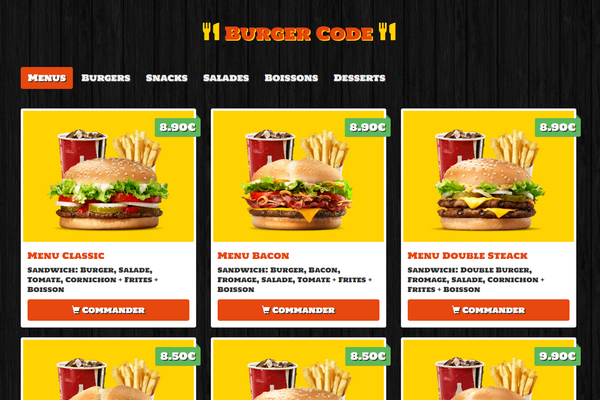 Burger Code
Menus Burgers Snacks Salades Boissons Desserts
8.90€ 8.90€ 8.90€
Menu Classic
Sandwich: Burger, Salade,
Tomate, Cornichon + Frites +
Boisson
Commander
Menu Bacon
Sandwich: Burger, Bacon,
Fromage, Salade, Tomate + Frites +
Boisson
Commander
Menu Double Steack
Sandwich: Double Burger,
Fromage, Salade, Cornichon +
Frites + Boisson
Commander
8.50€ 8.50€ 9.90€